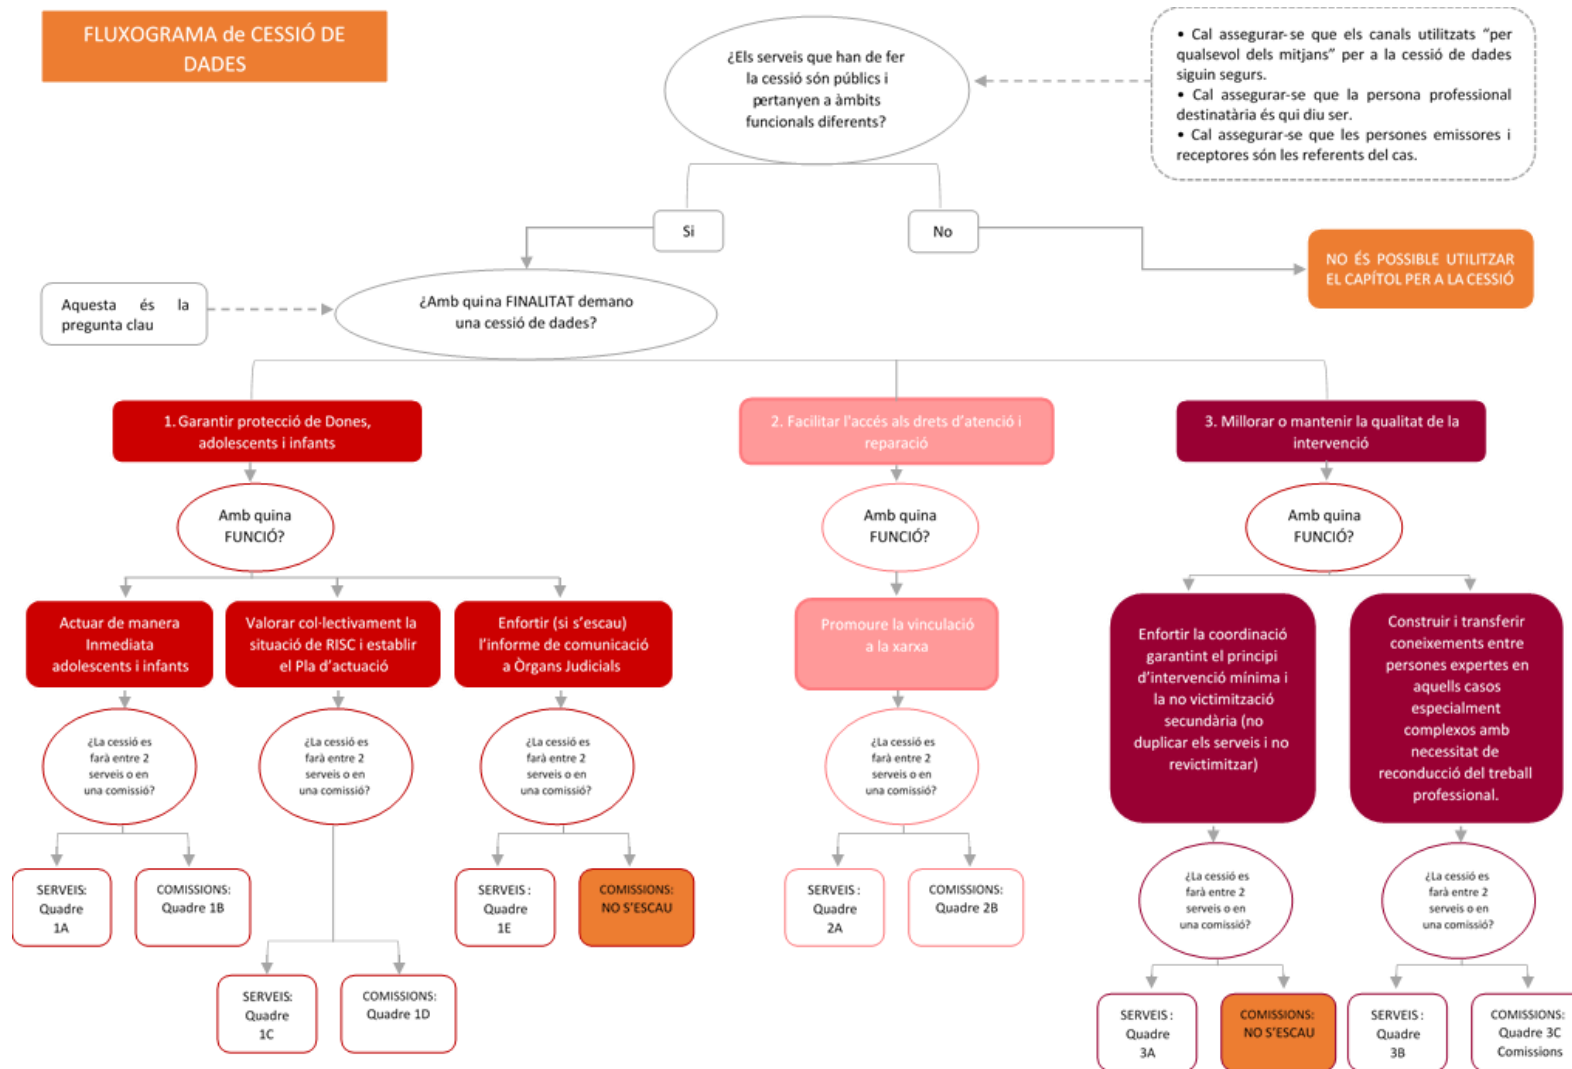 FLUXOGRAMA de CESSIÓ DE
DADES
¿Els serveis que han de fer
la cessió són públics i
pertanyen a àmbits
funcionals diferents?
• Cal assegurar-se que els canals utilitzats “per
qualsevol dels mitjans” per a la cessió de dades
siguin segurs.
• Cal assegurar-se que la persona professional
destinatària és qui diu ser.
• Cal assegurar-se que les persones emissores i
receptores són les referents del cas.
Si
No
NO ÉS POSSIBLE UTILITZAR
EL CAPÍTOL PER A LA CESSIÓ
Aquesta és la
pregunta clau
¿Amb quina FINALITAT demano
una cessió de dades?
1. Garantir protecció de Dones,
adolescents i infants
2. Facilitar l'accés als drets d’atenció i
reparació
3. Millorar o mantenir la qualitat de la
intervenció
Amb quina
FUNCIÓ?
Amb quina
FUNCIÓ?
Amb quina
FUNCIÓ?
Actuar de manera
Inmediata
adolescents i infants
Valorar col·lectivament la
situació de RISC i establir
el Pla d’actuació
Enfortir (si s’escau)
l’informe de comunicació
a Òrgans Judicials
Promoure la vinculació
a la xarxa
Enfortir la coordinació
garantint el principi
d’intervenció mínima i
la no victimització
secundària (no
duplicar els serveis i no
revictimitzar)
Construir i transferir
coneixements entre
persones expertes en
aquells casos
especialment
complexos amb
necessitat de
reconducció del treball
professional.
¿La cessió es
farà entre 2
serveis o en
una comissió?
¿La cessió es
farà entre 2
serveis o en
una comissió?
¿La cessió es
farà entre 2
serveis o en
una comissió?
¿La cessió es
farà entre 2
serveis o en
una comissió?
¿La cessió es
farà entre 2
serveis o en
una comissió?
¿La cessió es
farà entre 2
serveis o en
una comissió?
SERVEIS:
Quadre
1A
COMISSIONS:
Quadre 1B
SERVEIS :
Quadre
1E
COMISSIONS:
NO S’ESCAU
SERVEIS :
Quadre
2A
COMISSIONS:
Quadre 2B
SERVEIS:
Quadre
1C
COMISSIONS:
Quadre 1D
SERVEIS :
Quadre
3A
COMISSIONS:
NO S’ESCAU
SERVEIS :
Quadre
3B
COMISSIONS:
Quadre 3C
Comissions